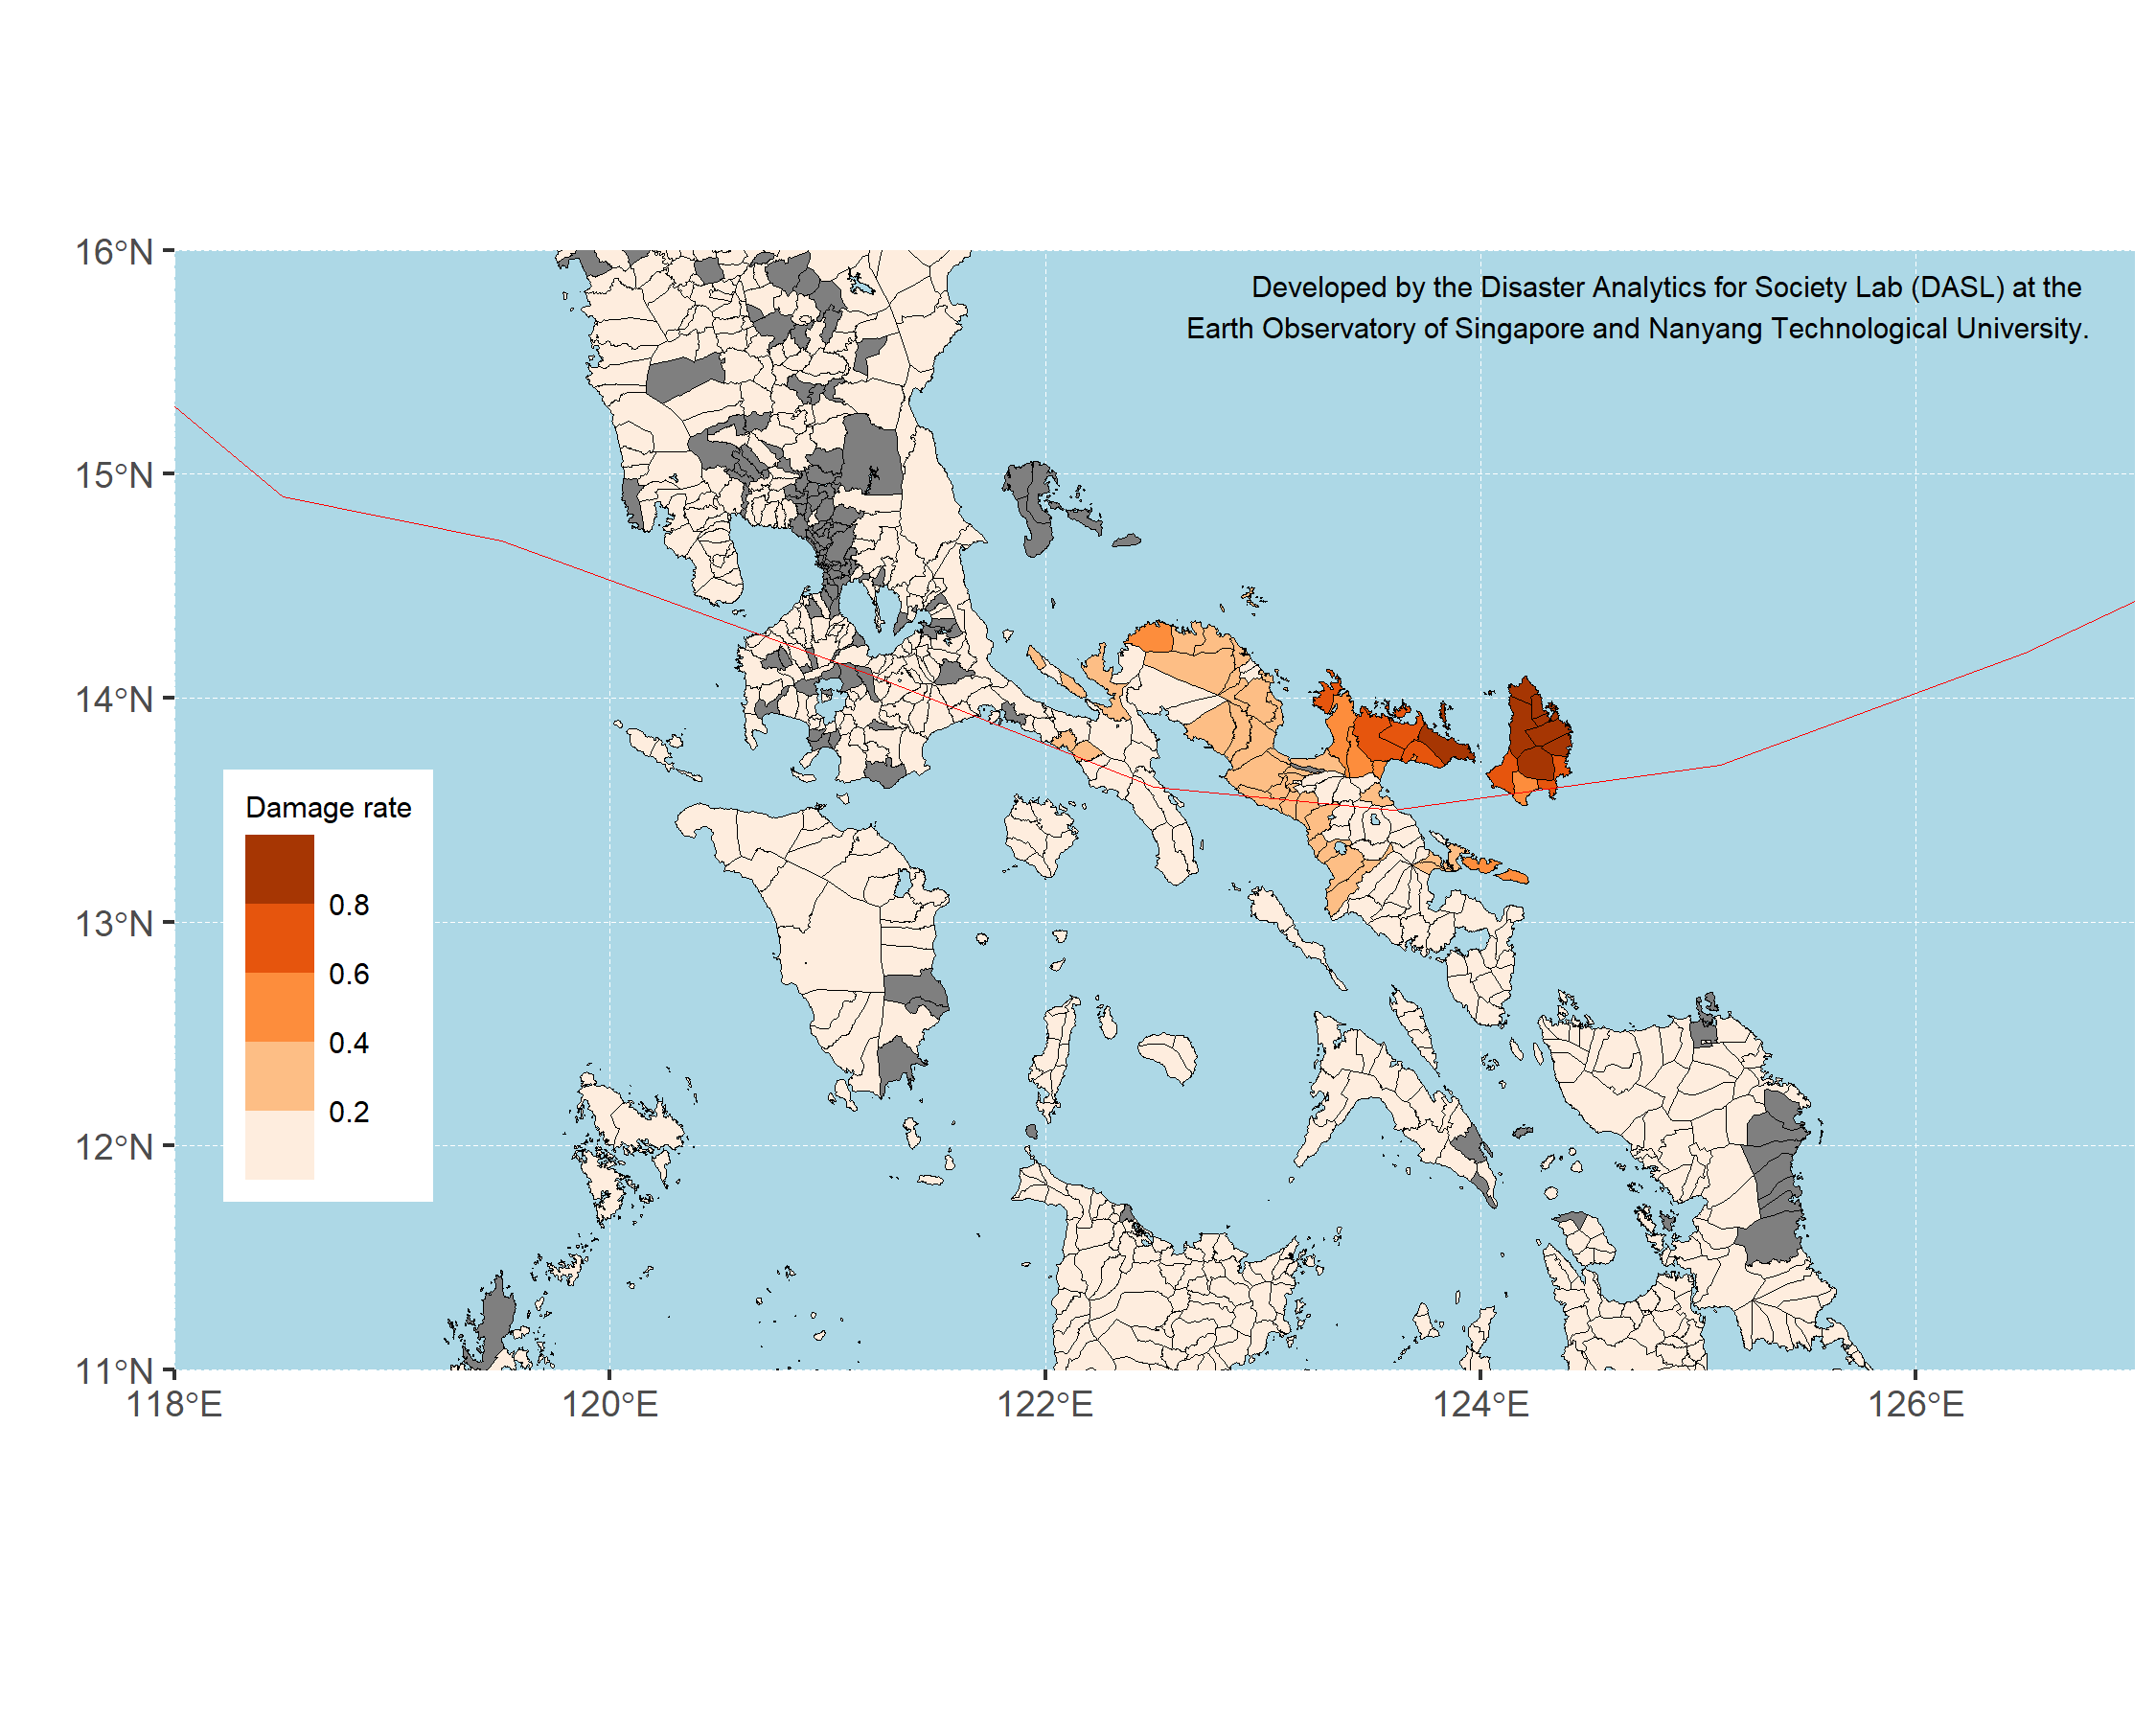 16°N
Developed by the Disaster Analytics for Society Lab (DASL) at the
Earth Observatory of Singapore and Nanyang Technological University.
15°N
14°N
Damage rate
0.8
13°N
0.6
0.4
0.2
12°N
11°N
118°E
120°E
122°E
124°E
126°E